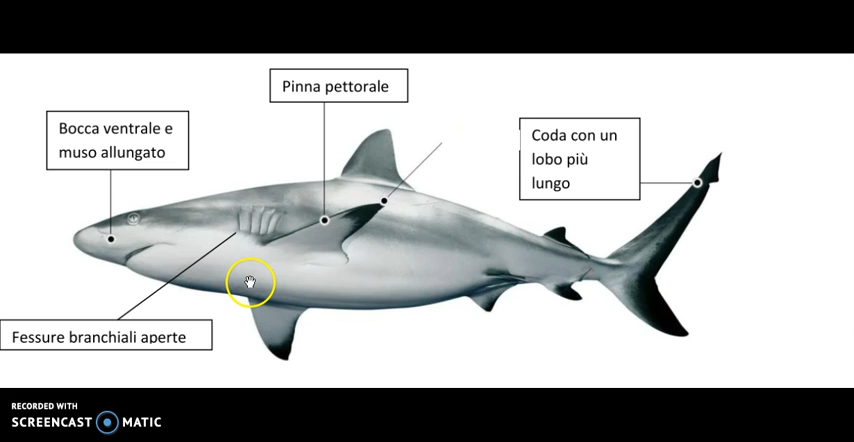 Pinna pettorale
Bocca ventrale e
muso allungato
Coda con un
lobo più
lungo
Fessure branchiali aperte
RECORDED WITH
SCREENCAST MATIC